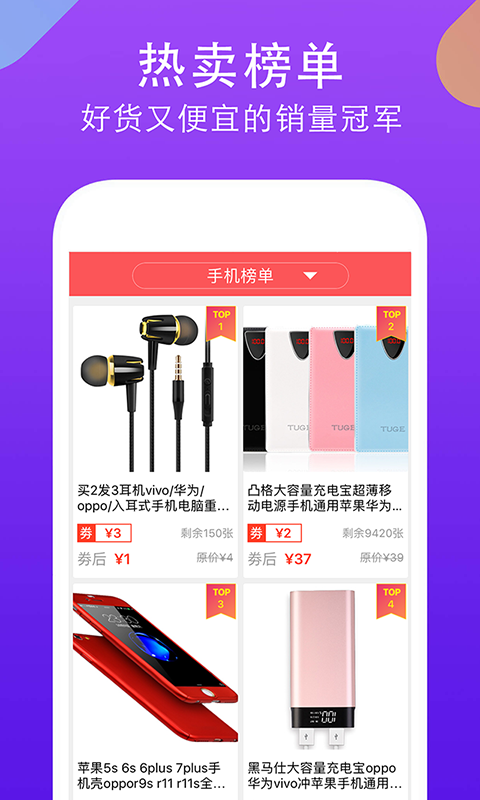 热卖榜单
好货又便宜的销量冠军
手机榜单
TOP
1
TOP
2
TUGE
TUGE
TUGE
买2发3耳机vivo/华为/
oppo/入耳式手机电脑重...
劵 ¥3 剩余150张
劵后 ¥1 原价¥4
凸格大容量充电宝超薄移
动电源手机通用苹果华为...
劵 ¥2 剩余9420张
劵后 ¥37 原价¥39
TOP
3
TOP
4
苹果5s 6s 6plus 7plus手
机壳oppor9s r11 r11s全...
黑马仕大容量充电宝oppo
华为vivo冲苹果手机通用...